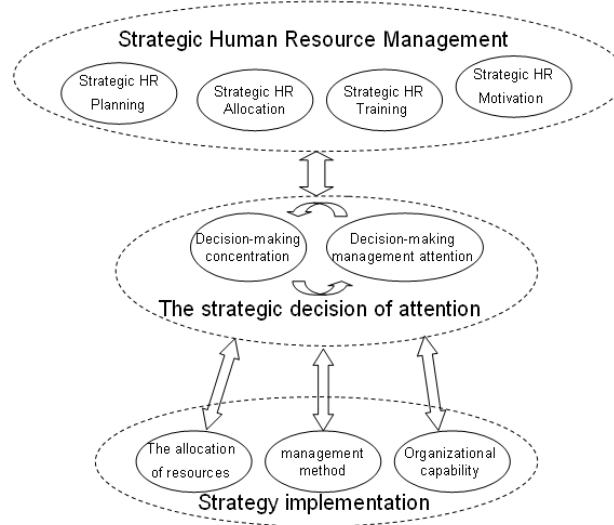 Strategic Human Resource Management
Strategic HR
Planning
Strategic HR
Allocation
Strategic HR
Training
Strategic HR
Motivation
Decision-making
concentration
Decision-making
management attention
The strategic decision of attention
The allocation
of resources
management
method
Organizational
capability
Strategy implementation